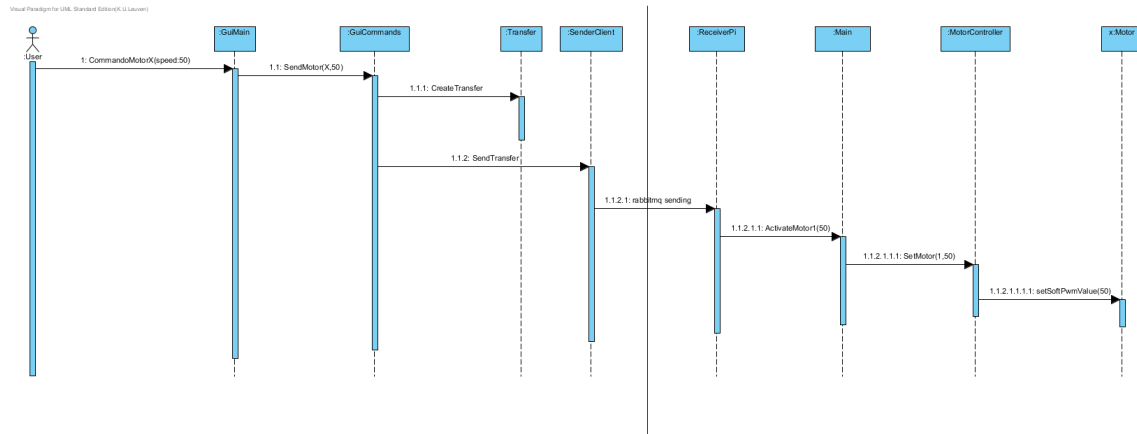 Visual Paradigm for UML Standard Edition(K.U.Leuven)
:User
:GuiMain
:GuiCommands
:Transfer
:SenderClient
:ReceiverPi
:Main
:MotorController
x:Motor
1: CommandoMotorX(speed:50)
1.1: SendMotor(X,50)
1.1.1: CreateTransfer
1.1.2: SendTransfer
1.1.2.1: rabbitmq sending
1.1.2.1.1: ActivateMotor1(50)
1.1.2.1.1.1: SetMotor(1,50)
1.1.2.1.1.1.1: setSoftPwmValue(50)